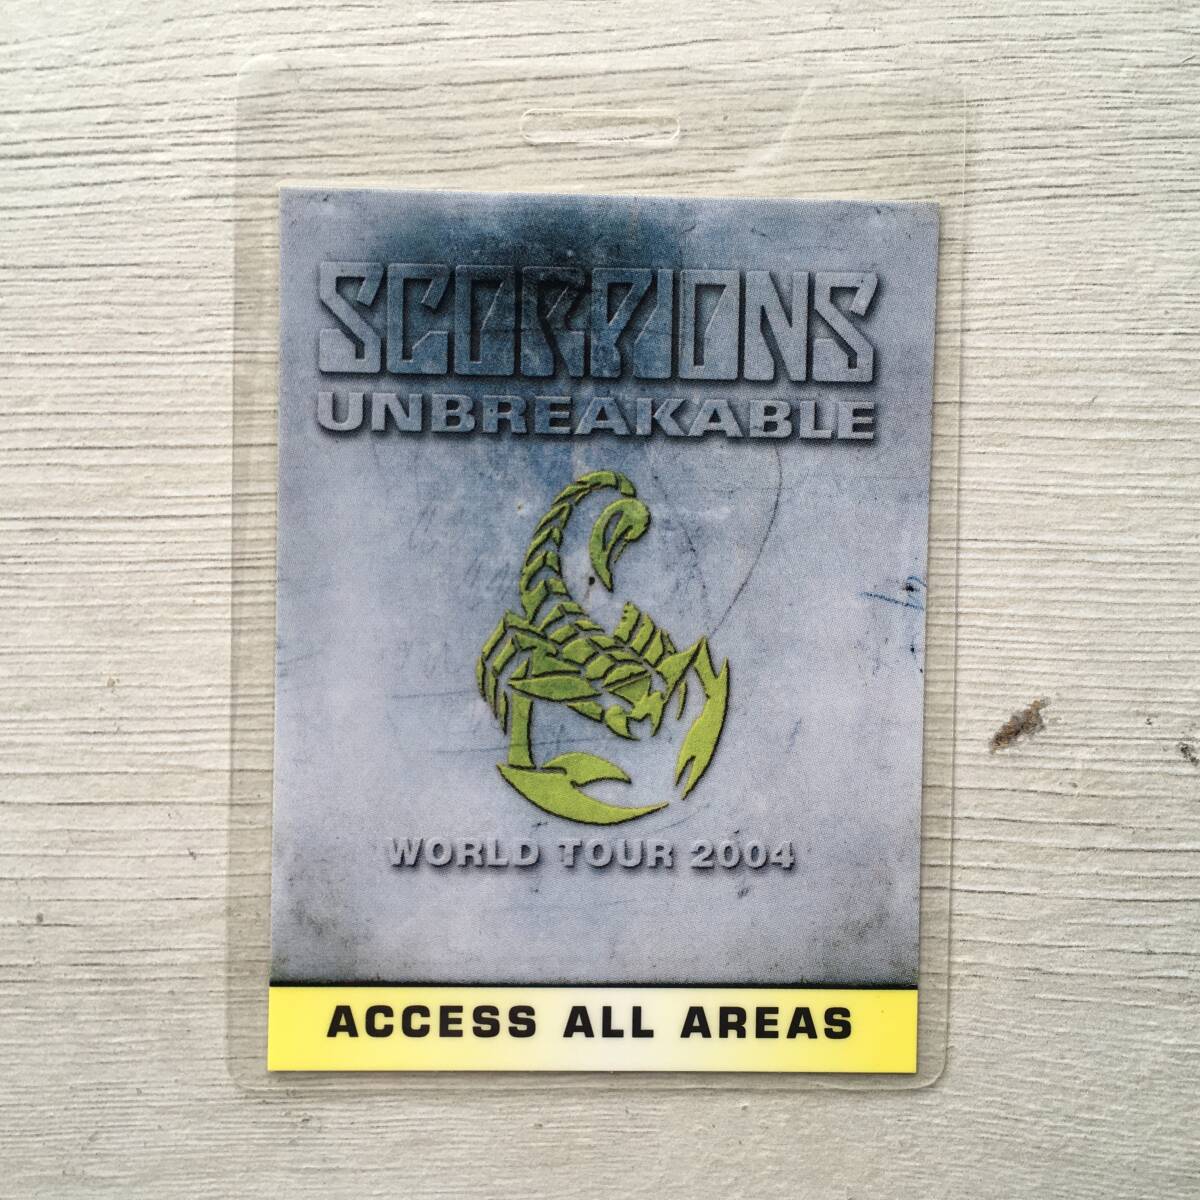 SCORPIONS
UNBREAKABLE
WORLD TOUR 2004
ACCESS ALL AREAS